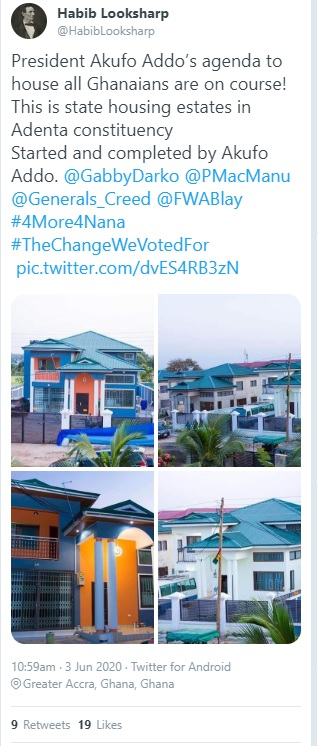 Habib Looksharp
@HabibLooksharp
President Akufo Addo's agenda to
house all Ghanaians are on course!
This is state housing estates in
Adenta constituency
Started and completed by Akufo
Addo. @GabbyDarko @PMacManu
@Generals_Creed @FWABlay
#4More4Nana
#TheChangeWeVotedFor
pic.twitter.com/dvES4RB3zN
10:59am · 3 Jun 2020 · Twitter for Android
Greater Accra, Ghana, Ghana
9 Retweets 19 Likes